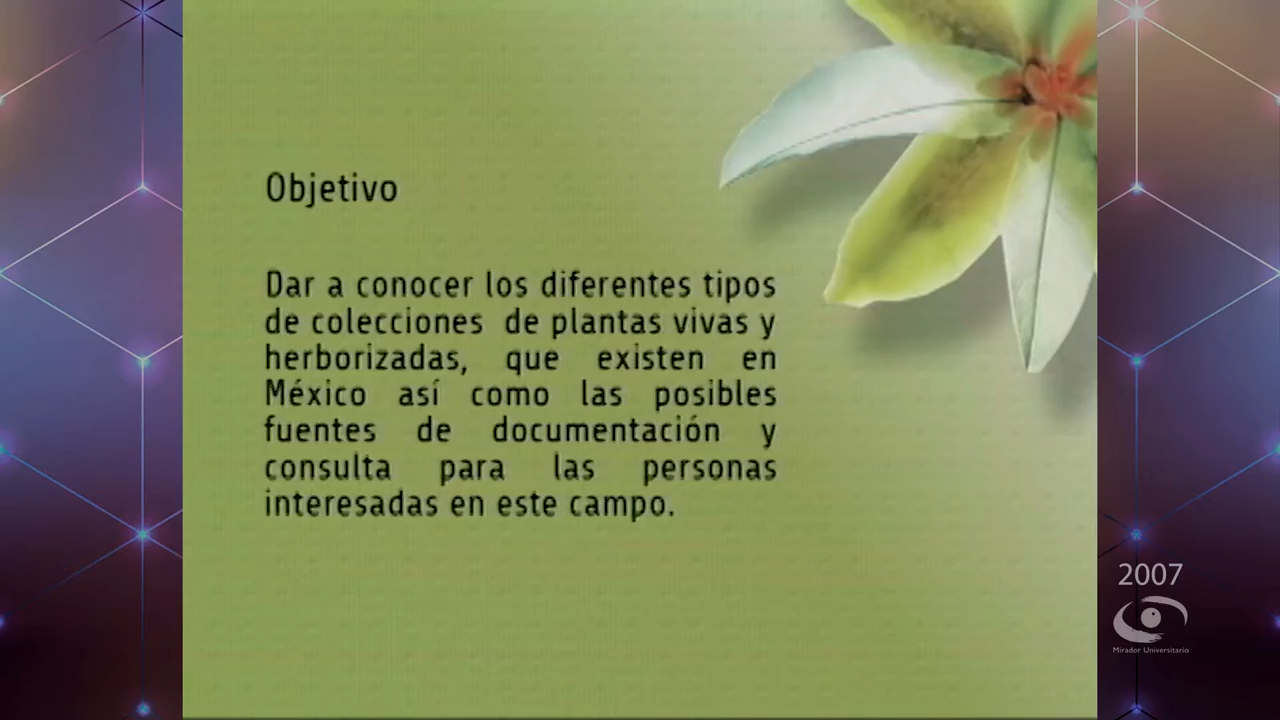 Objetivo
Dar a conocer los diferentes tipos
de colecciones de plantas vivas y
herborizadas, que existen en
México así como las posibles
fuentes de documentación y
consulta para las personas
interesadas en este campo.
2007
Mirador Universitario